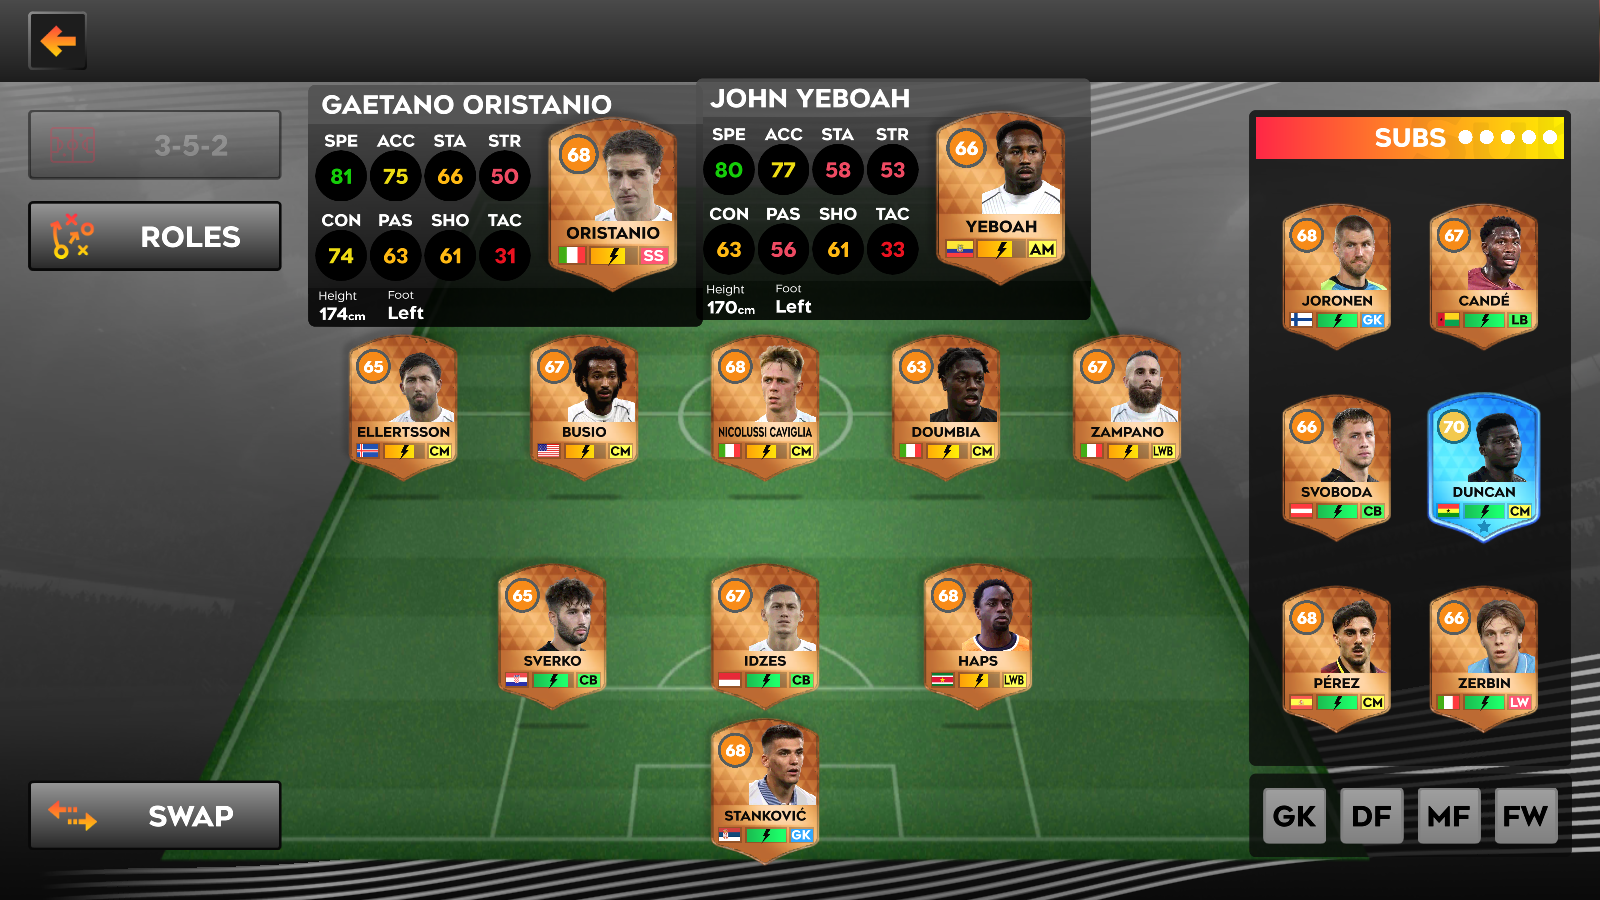 3-5-2
ROLES
SWAP
GAETANO ORISTANIO
SPE ACC STA STR
81 75 66 50
CON PAS SHO TAC
74 63 61 31
Height Foot
174cm Left
68
ORISTANIO
SS
JOHN YEBOAH
SPE ACC STA STR
80 77 58 53
CON PAS SHO TAC
63 56 61 33
Height Foot
170cm Left
66
YEBOAH
AM
65
ELLERTSSON
CM
67
BUSIO
CM
68
NICOLUSSI CAVIGLIA
CM
63
DOUMBIA
CM
67
ZAMPANO
LWB
65
SVERKO
CB
67
IDZES
CB
68
HAPS
LWB
68
STANKOVIĆ
GK
SUBS
68
JORONEN
GK
67
CANDÉ
LB
66
SVOBODA
CB
70
DUNCAN
CM
68
PÉREZ
CM
66
ZERBIN
LW
GK DF MF FW